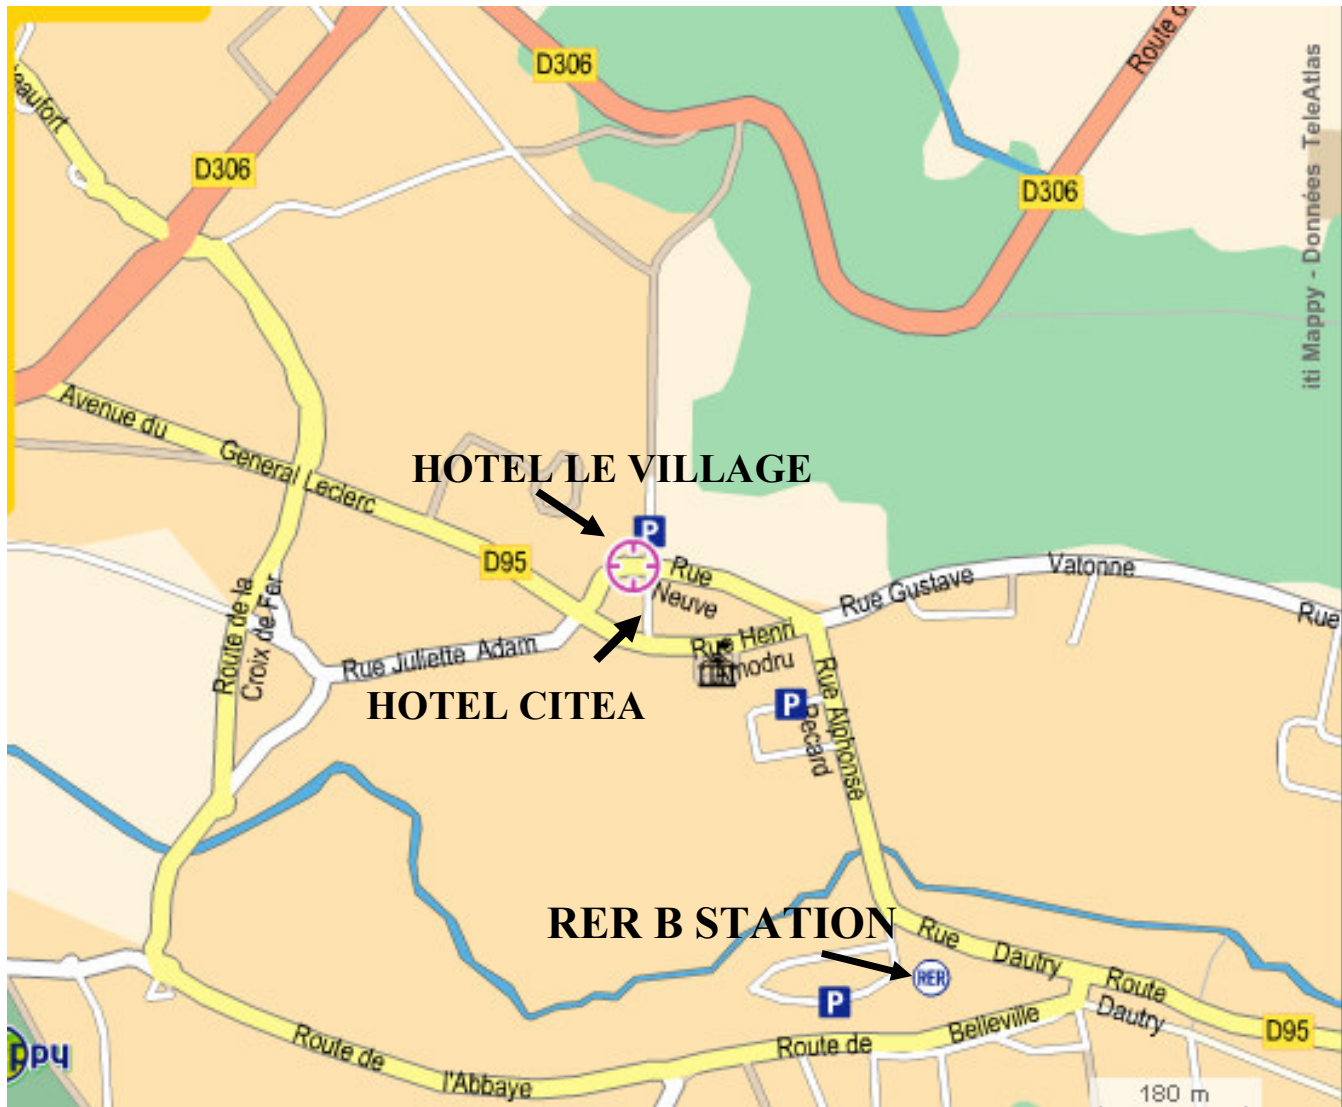 D306
Route d
eaufort
D306
D306
iti Mappy - Données TeleAtlas
Avenue du
General Leclerc
HOTEL LE VILLAGE
P
D95
Rue
Neuve
Rue Gustave
Vatonne
Rue
Route de la
Croix de Fer
Rue Juliette Adam
Rue Henri
Amodru
HOTEL CITEA
P
Rue Alphonse
Pecard
RER B STATION
Rue Dautry
RER
P
Route
Dautry
D95
Route de
Belleville
Route de
l'Abbaye
ppy
180 m